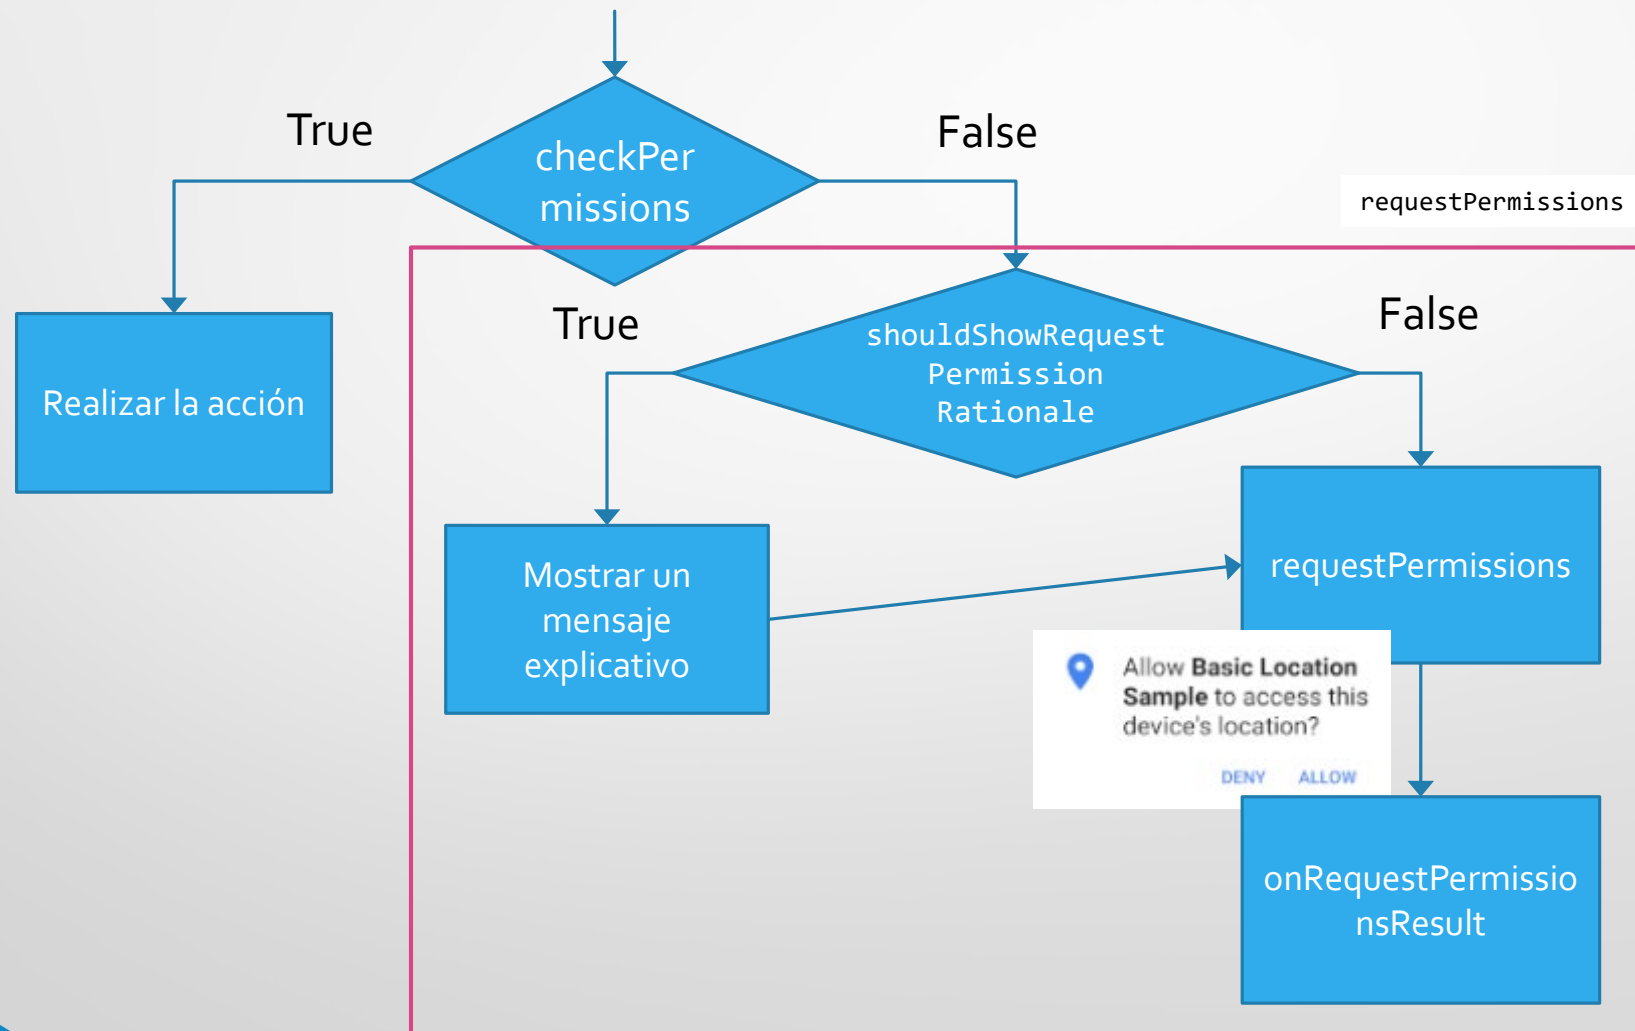 True
False
checkPer
missions
requestPermissions
True
False
shouldShowRequest
Permission
Rationale
Realizar la acción
Mostrar un
mensaje
explicativo
requestPermissions
Allow Basic Location
Sample to access this
device's location?
DENY ALLOW
onRequestPermissio
nsResult